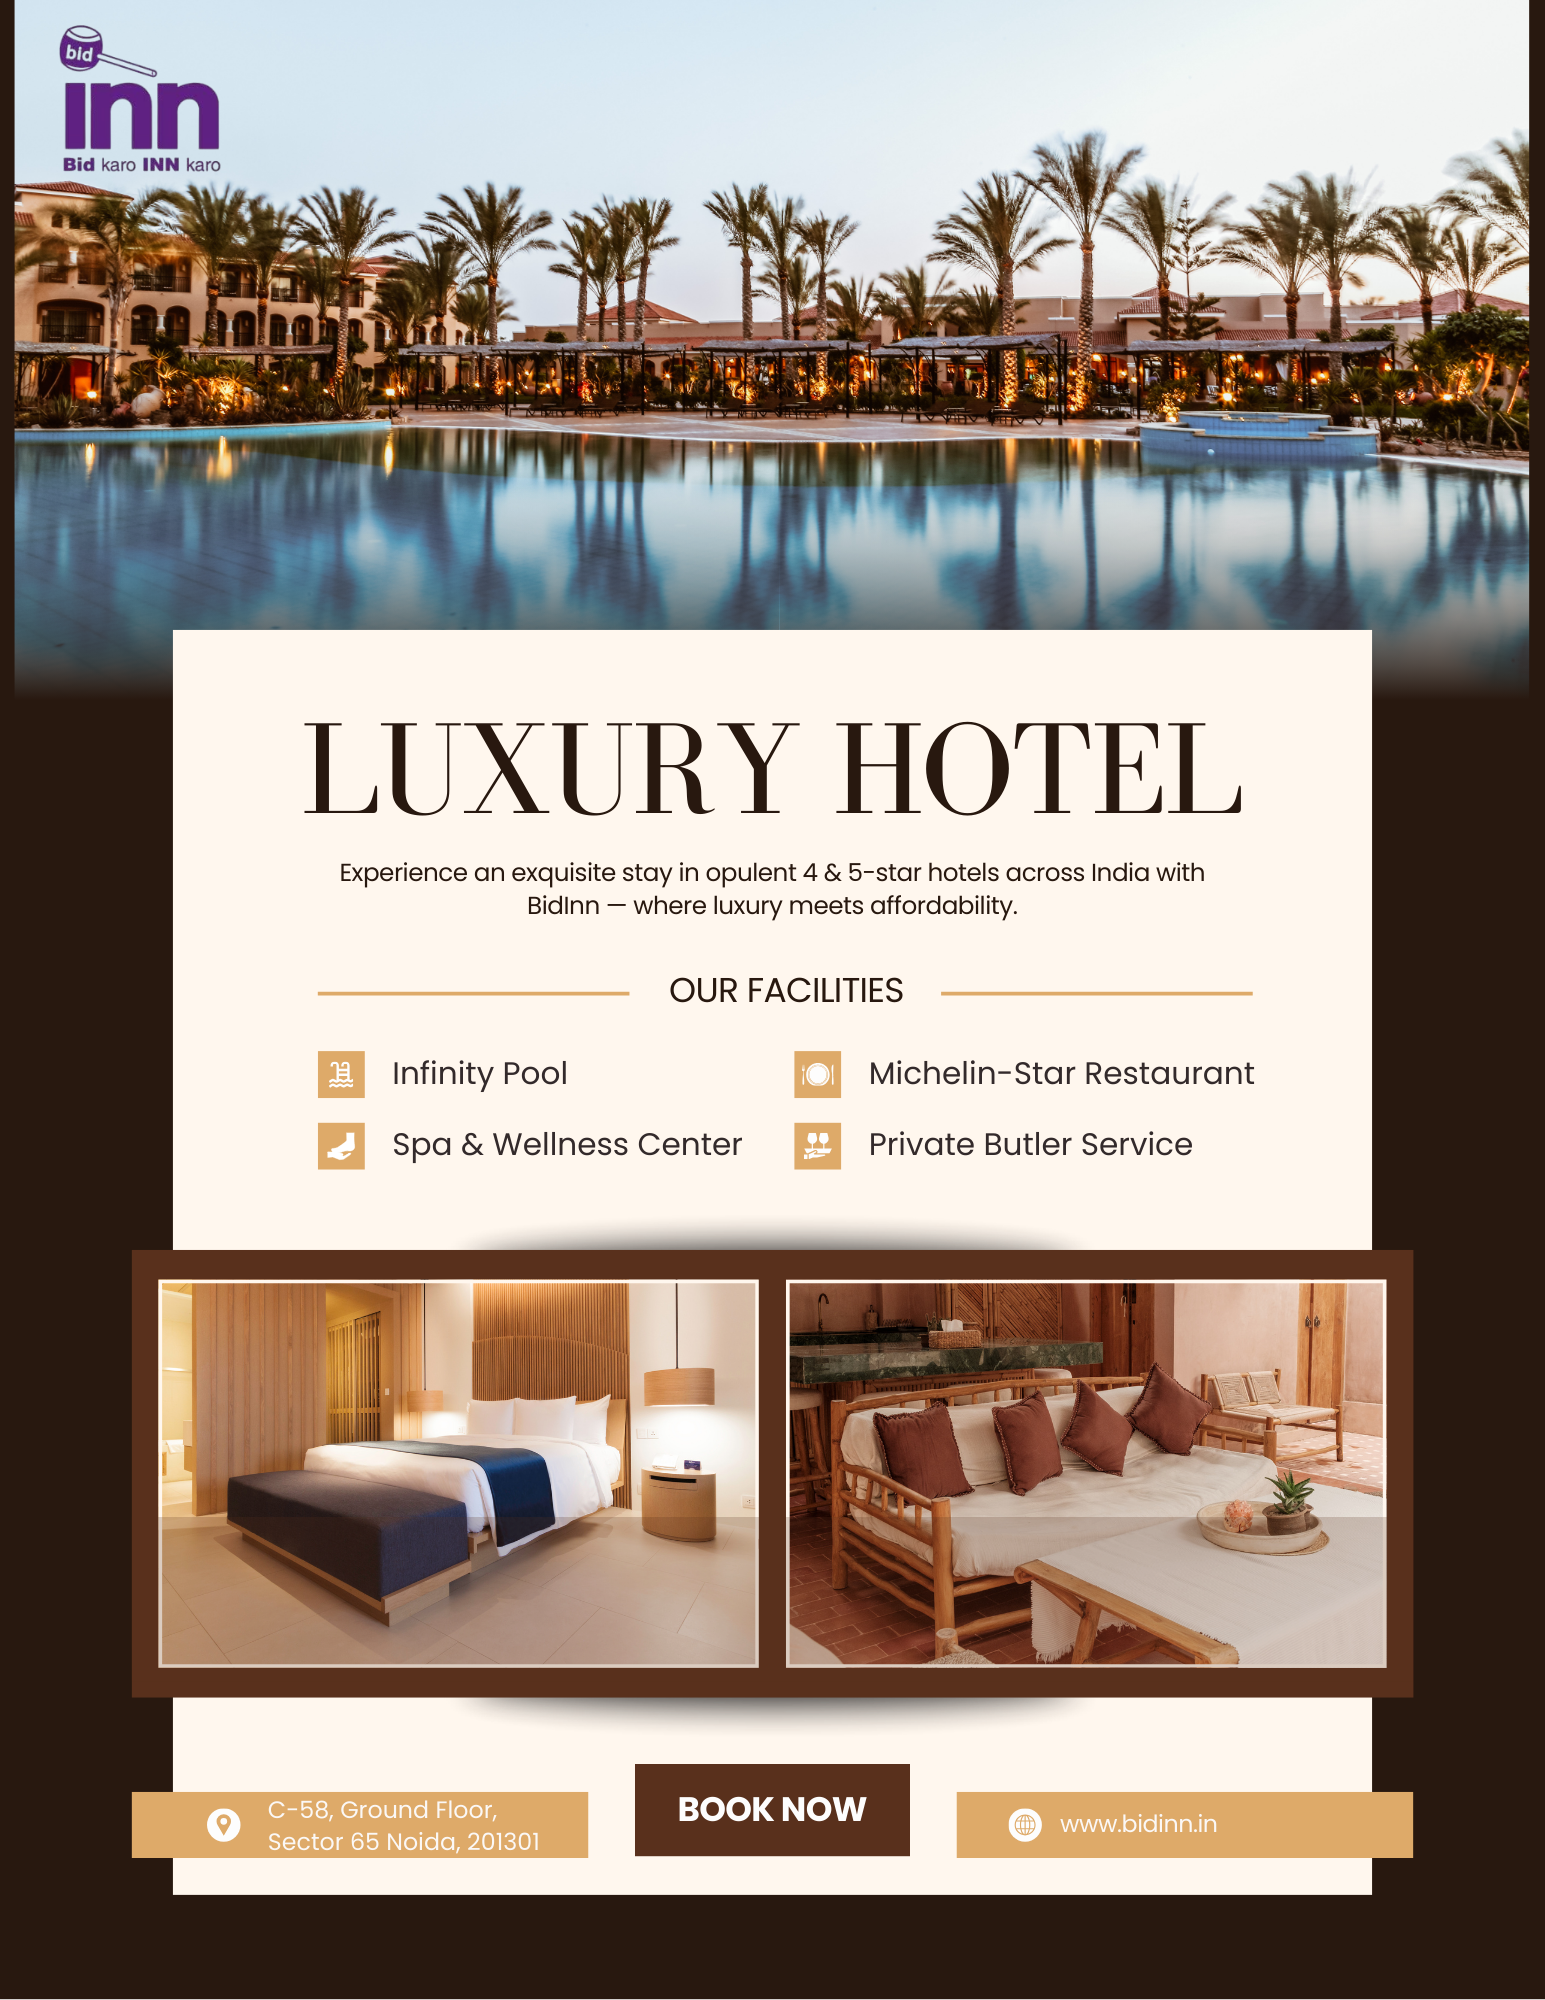 bid
inn
Bid karo INN karo
LUXURY HOTEL
Experience an exquisite stay in opulent 4 & 5-star hotels across India with
BidInn — where luxury meets affordability.
OUR FACILITIES
Infinity Pool
Michelin-Star Restaurant
Spa & Wellness Center
Private Butler Service
C-58, Ground Floor,
Sector 65 Noida, 201301
BOOK NOW
www.bidinn.in